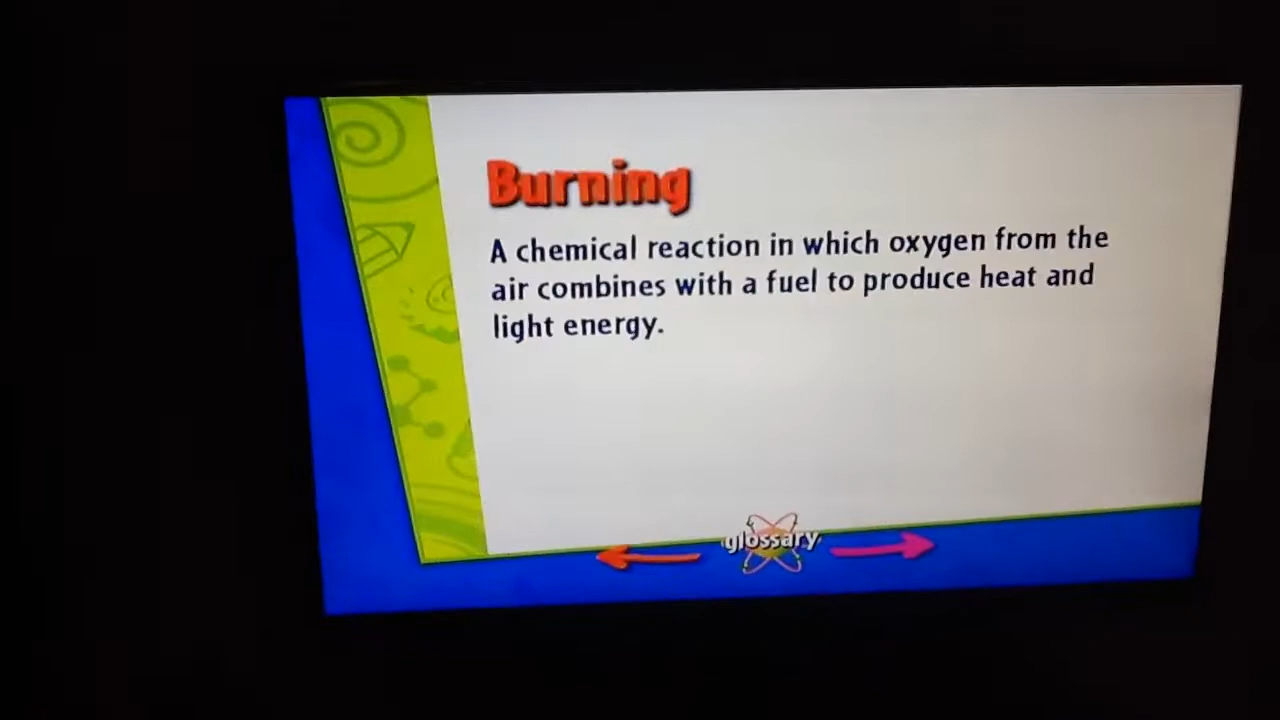 Burning
A chemical reaction in which oxygen from the
air combines with a fuel to produce heat and
light energy.
glossary